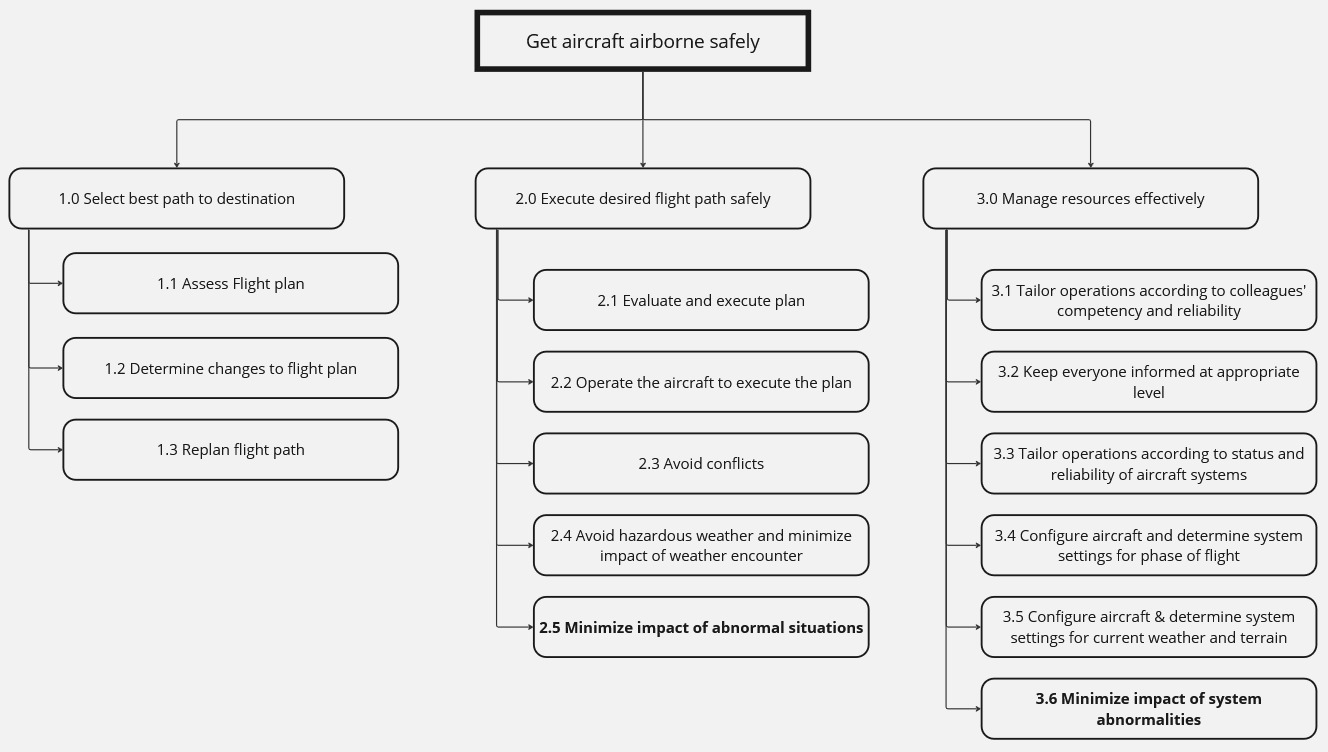 Get aircraft airborne safely
1.0 Select best path to destination
1.1 Assess Flight plan
1.2 Determine changes to flight plan
1.3 Replan flight path
2.0 Execute desired flight path safely
2.1 Evaluate and execute plan
2.2 Operate the aircraft to execute the plan
2.3 Avoid conflicts
2.4 Avoid hazardous weather and minimize
impact of weather encounter
2.5 Minimize impact of abnormal situations
3.0 Manage resources effectively
3.1 Tailor operations according to colleagues'
competency and reliability
3.2 Keep everyone informed at appropriate
level
3.3 Tailor operations according to status and
reliability of aircraft systems
3.4 Configure aircraft and determine system
settings for phase of flight
3.5 Configure aircraft & determine system
settings for current weather and terrain
3.6 Minimize impact of system
abnormalities